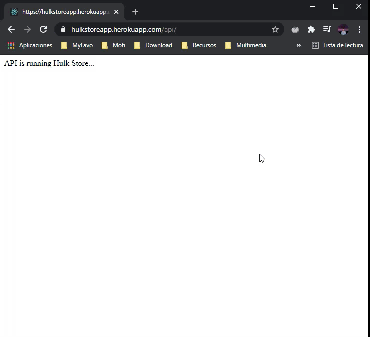 https://hulkstoreapp.herokuapp.
hulkstoreapp.herokuapp.com/api/
Aplicaciones MyFavo Moh Download Recursos Multimedia » Lista de lectura
API is running Hulk Store...